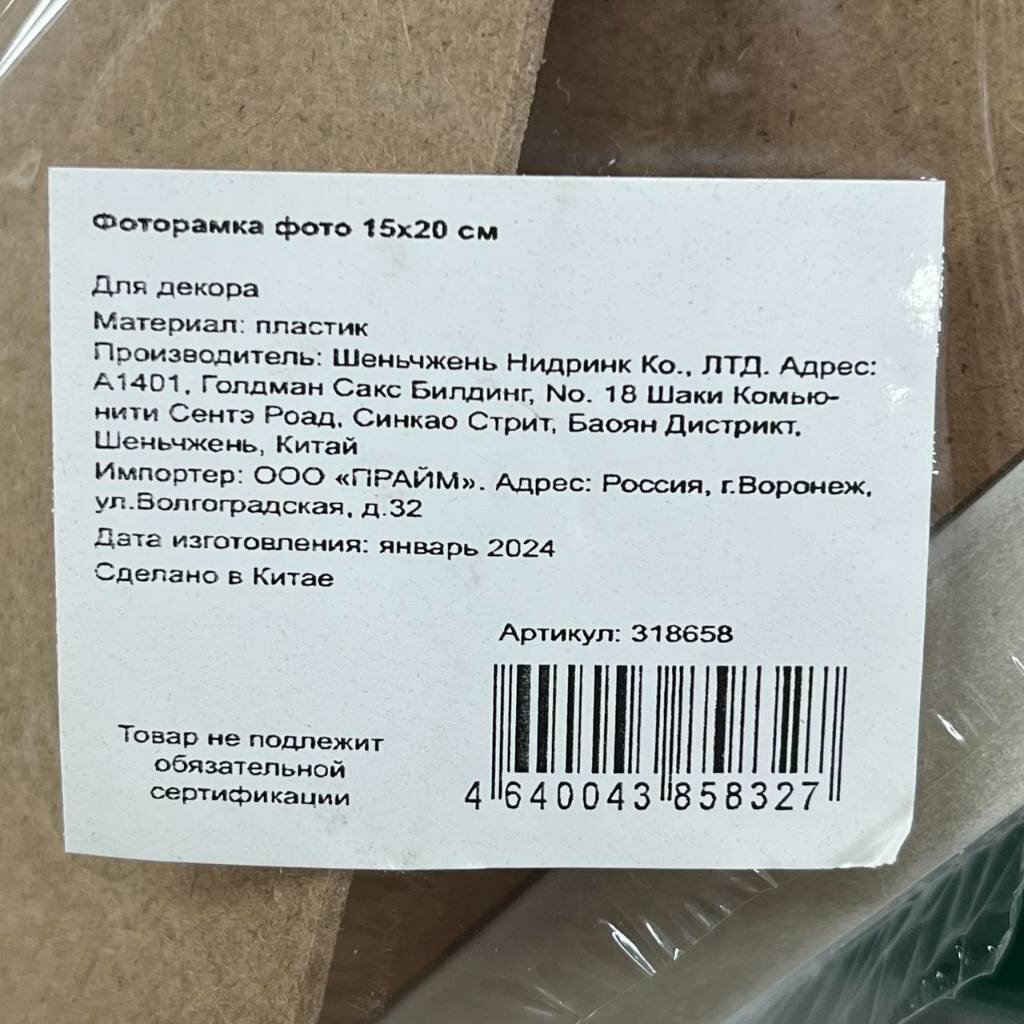 Фоторамка фото 15х20 см
Для декора
Материал: пластик
Производитель: Шеньчжень Нидринк Ко., ЛТД. Адрес:
А1401, Голдман Сакс Билдинг, No. 18 Шаки Комью-
нити Сентэ Роад, Синкао Стрит, Баоян Дистрикт,
Шеньчжень, Китай
Импортер: ООО «ПРАЙМ». Адрес: Россия, г.Воронеж,
ул.Волгоградская, д.32
Дата изготовления: январь 2024
Сделано в Китае
Артикул: 318658
Товар не подлежит
обязательной
сертификации
4 640043 858327